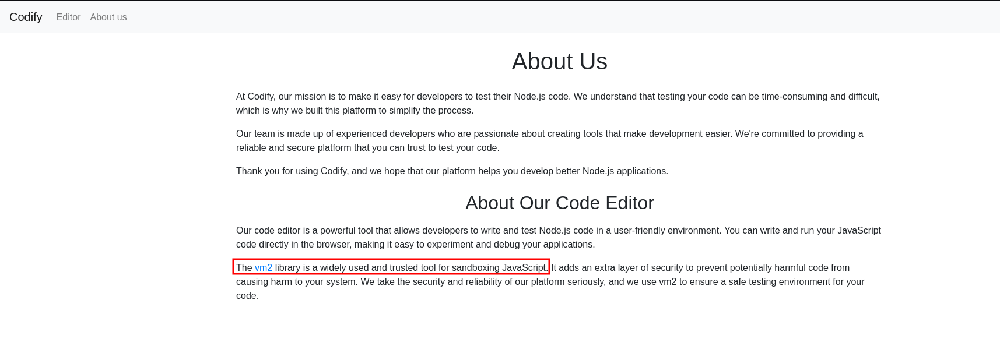 Codify Editor About us
About Us
At Codify, our mission is to make it easy for developers to test their Node.js code. We understand that testing your code can be time-consuming and difficult,
which is why we built this platform to simplify the process.
Our team is made up of experienced developers who are passionate about creating tools that make development easier. We're committed to providing a
reliable and secure platform that you can trust to test your code.
Thank you for using Codify, and we hope that our platform helps you develop better Node.js applications.
About Our Code Editor
Our code editor is a powerful tool that allows developers to write and test Node.js code in a user-friendly environment. You can write and run your JavaScript
code directly in the browser, making it easy to experiment and debug your applications.
The vm2 library is a widely used and trusted tool for sandboxing JavaScript. It adds an extra layer of security to prevent potentially harmful code from
causing harm to your system. We take the security and reliability of our platform seriously, and we use vm2 to ensure a safe testing environment for your
code.